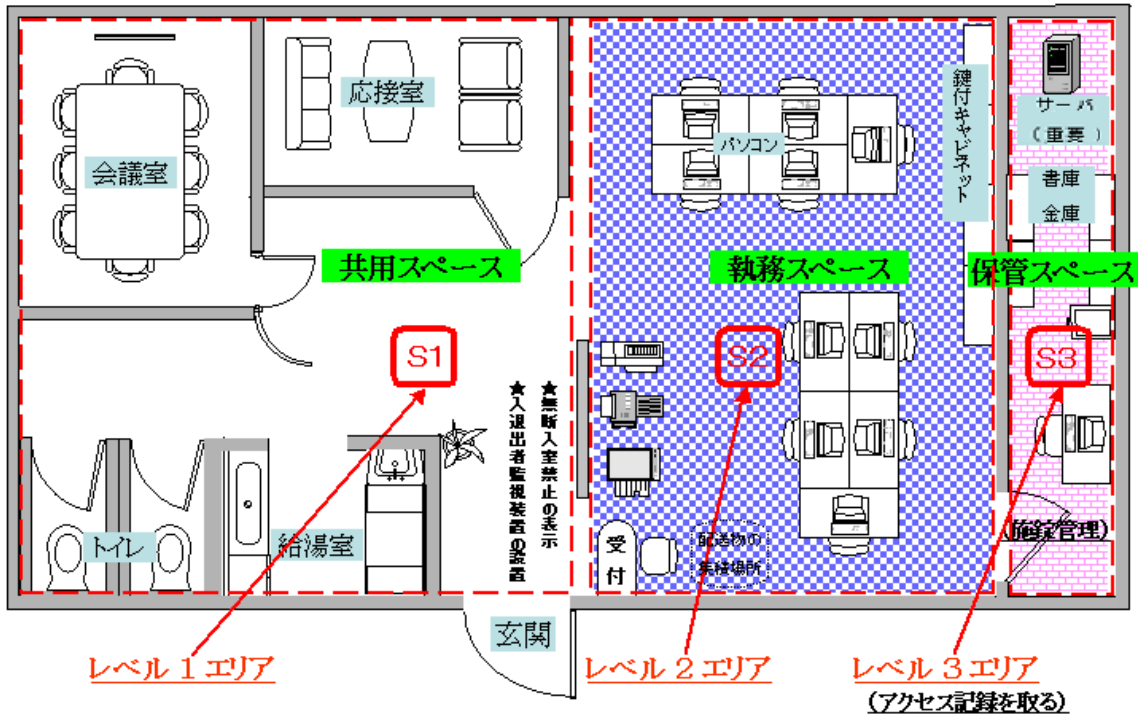 会議室
応接室
パソコン
鍵付キャビネット
サーバ
（重要）
書庫
金庫
共用スペース
執務スペース
保管スペース
S1
S2
S3
★無断入室禁止の表示
★入退出者監視装置の設置
トイレ
給湯室
受付
配送物の
集積場所
（施錠管理）
玄関
レベル１エリア
レベル２エリア
レベル３エリア
（アクセス記録を取る）